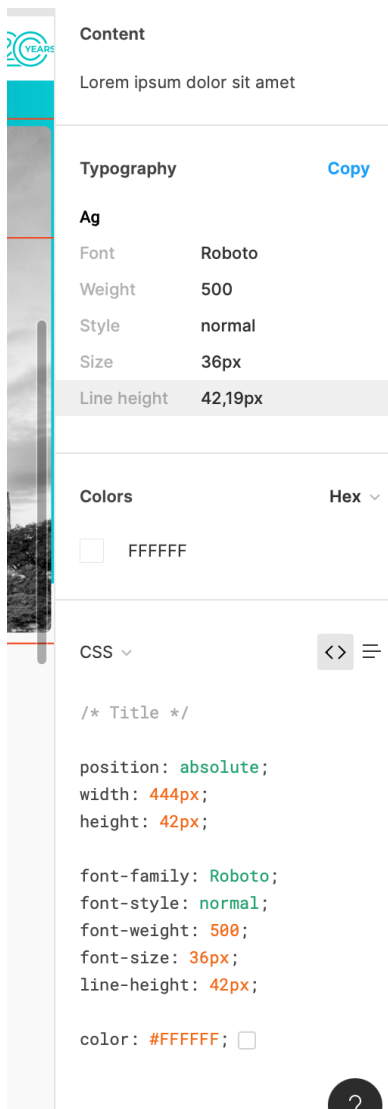 20 YEARS
Content
Lorem ipsum dolor sit amet
Typography Copy
Ag
Font Roboto
Weight 500
Style normal
Size 36px
Line height 42,19px
Colors Hex
FFFFFF
CSS <>
/* Title */
position: absolute;
width: 444px;
height: 42px;
font-family: Roboto;
font-style: normal;
font-weight: 500;
font-size: 36px;
line-height: 42px;
color: #FFFFFF;
?